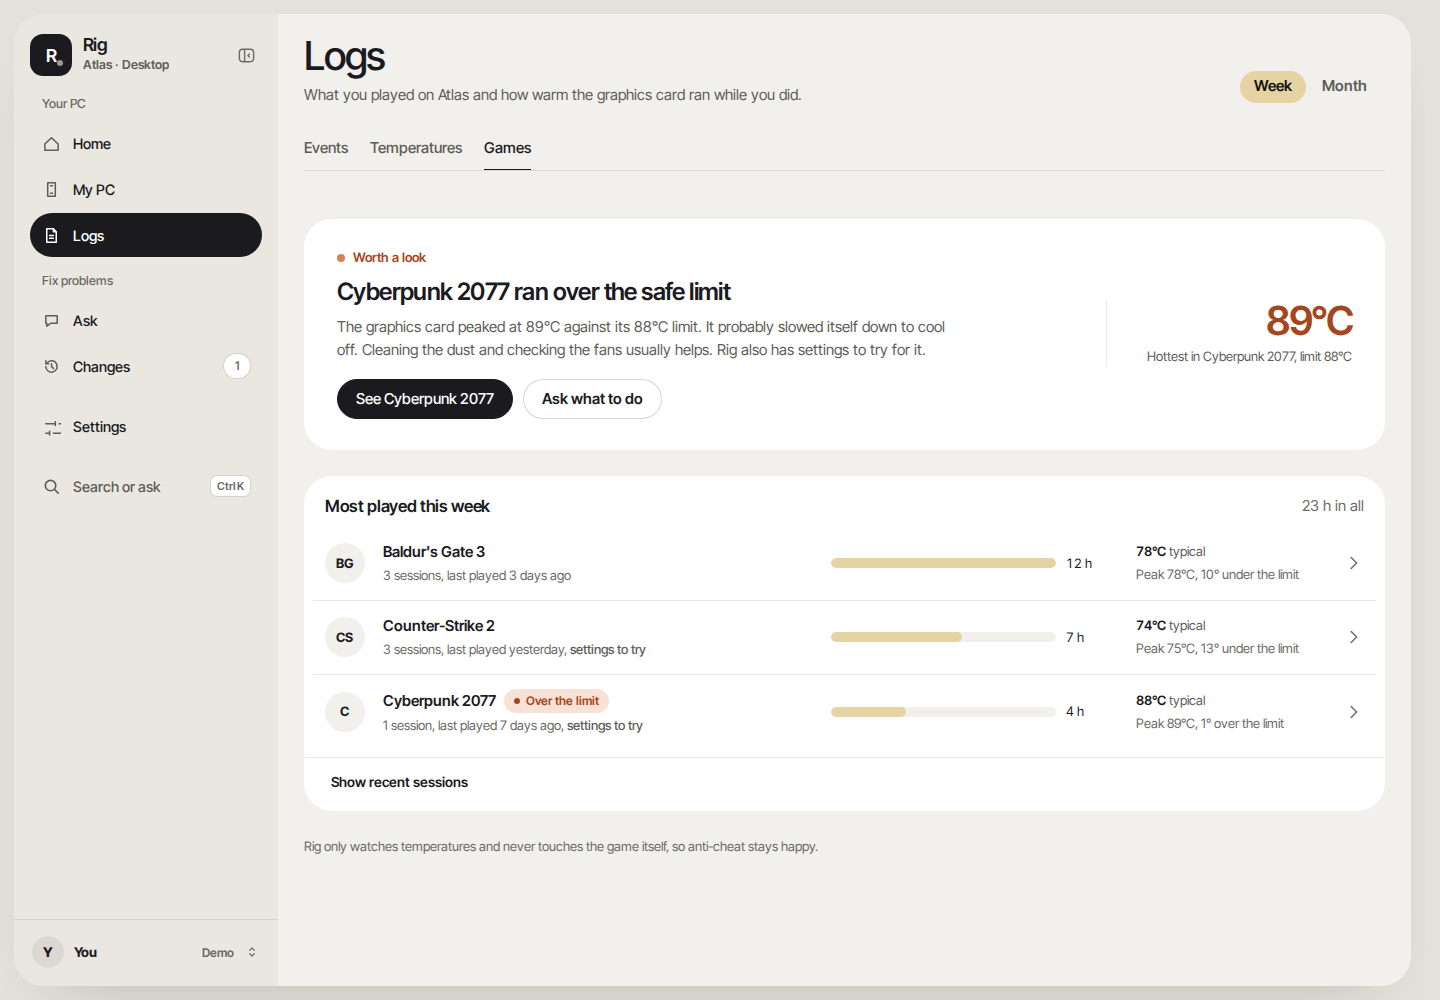 R
Rig
Atlas · Desktop
Your PC
Home
My PC
Logs
Fix problems
Ask
Changes
1
Settings
Search or ask
Ctrl K
Y
You
Demo
Logs
What you played on Atlas and how warm the graphics card ran while you did.
Week
Month
Events
Temperatures
Games
Worth a look
Cyberpunk 2077 ran over the safe limit
The graphics card peaked at 89°C against its 88°C limit. It probably slowed itself down to cool
off. Cleaning the dust and checking the fans usually helps. Rig also has settings to try for it.
See Cyberpunk 2077
Ask what to do
89°C
Hottest in Cyberpunk 2077, limit 88°C
Most played this week
23 h in all
BG
Baldur's Gate 3
3 sessions, last played 3 days ago
12 h
78°C typical
Peak 78°C, 10° under the limit
CS
Counter-Strike 2
3 sessions, last played yesterday, settings to try
7 h
74°C typical
Peak 75°C, 13° under the limit
C
Cyberpunk 2077
Over the limit
1 session, last played 7 days ago, settings to try
4 h
88°C typical
Peak 89°C, 1° over the limit
Show recent sessions
Rig only watches temperatures and never touches the game itself, so anti-cheat stays happy.